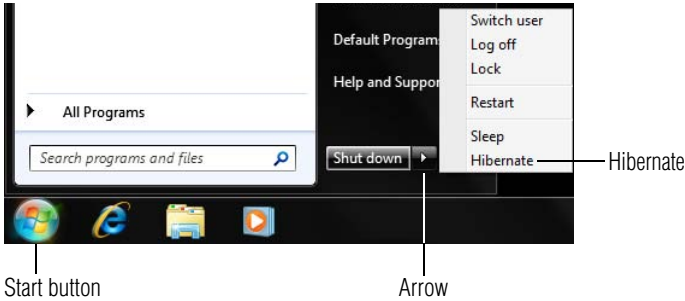 Default Program
Help and Suppor
All Programs
Search programs and files
Shut down
Switch user
Log off
Lock
Restart
Sleep
Hibernate
Hibernate
Start button
Arrow